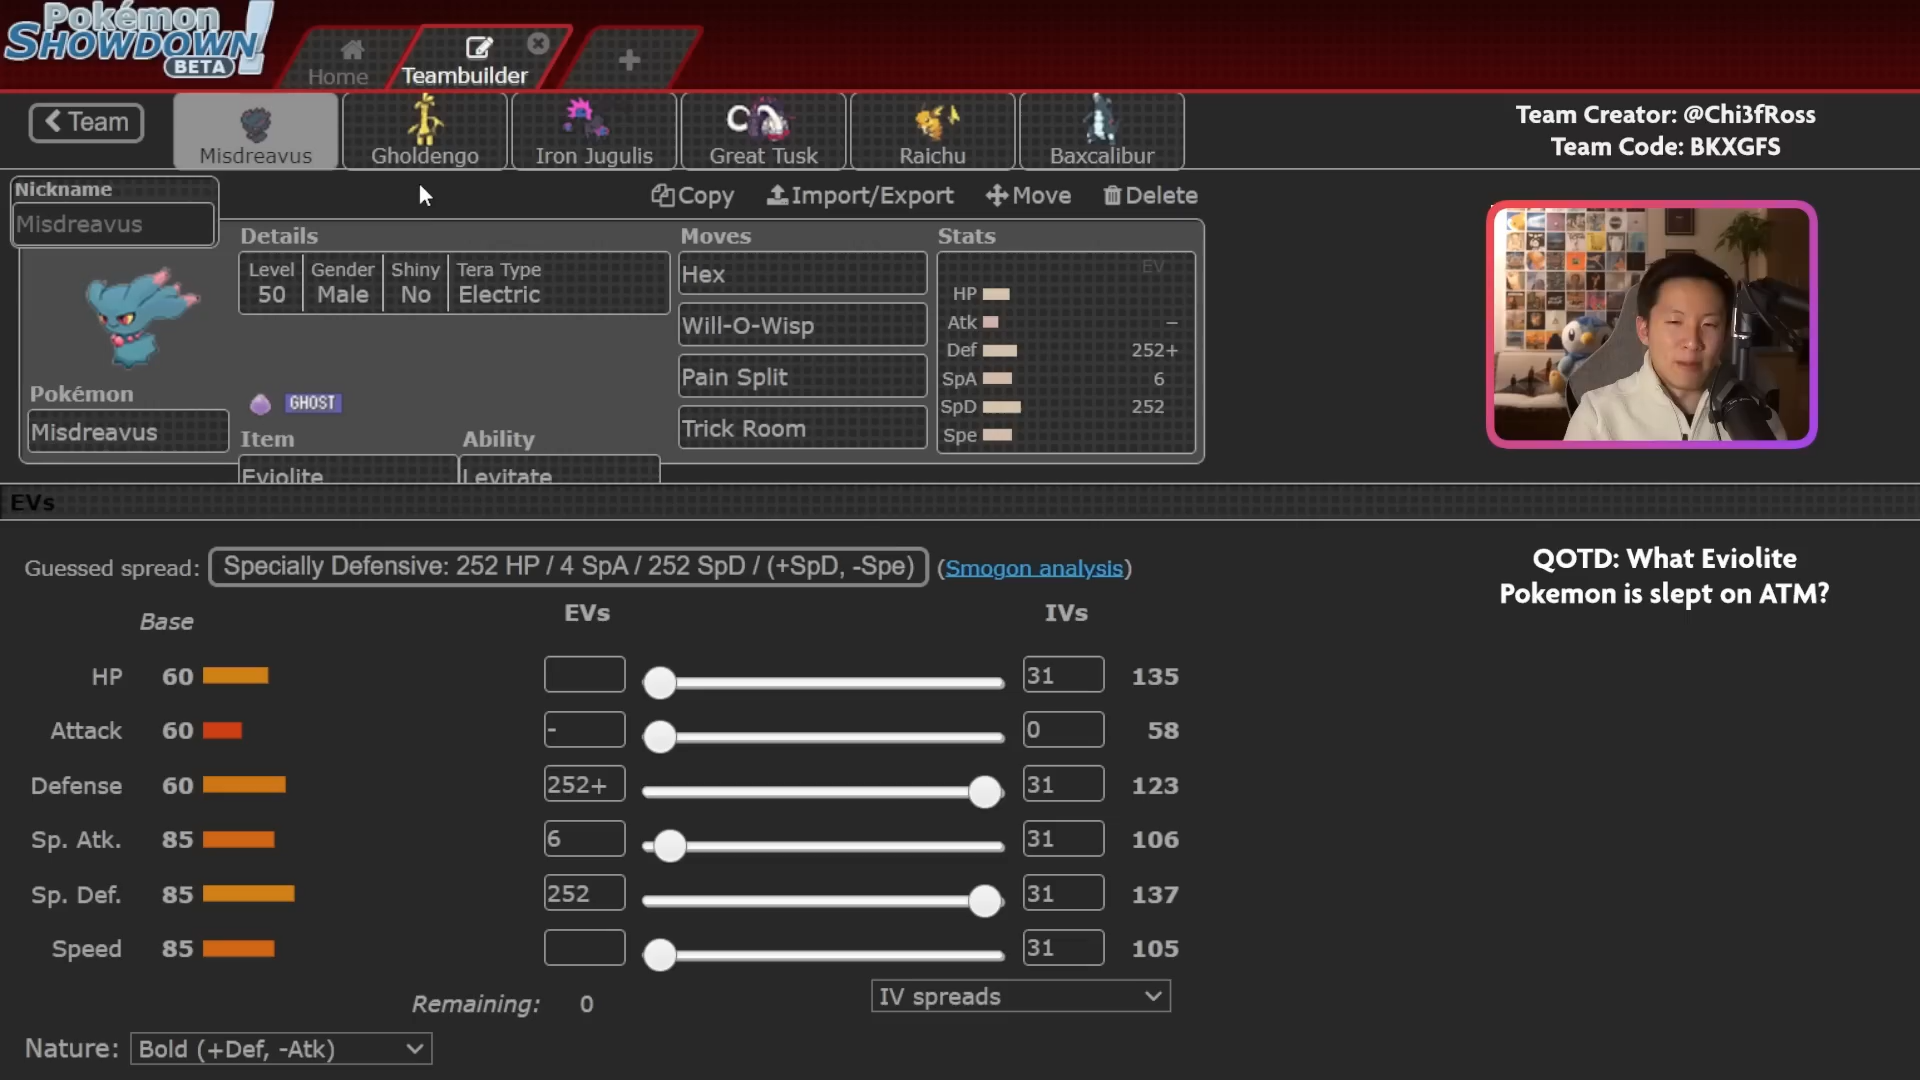 Pokémon
SHOWDOWN!
BETA
Home
Teambuilder
Team
Misdreavus
Gholdengo
Iron Jugulis
Great Tusk
Raichu
Baxcalibur
Team Creator: @Chi3fRoss
Team Code: BKXGFS
Nickname
Misdreavus
Copy
Import/Export
Move
Delete
Details
Moves
Stats
Level
50
Gender
Male
Shiny
No
Tera Type
Electric
Hex
Will-O-Wisp
Pain Split
Trick Room
EV
HP
Atk –
Def 252+
SpA 6
SpD 252
Spe
GHOST
Pokémon
Misdreavus
Item
Eviolite
Ability
Levitate
EVs
Guessed spread: Specially Defensive: 252 HP / 4 SpA / 252 SpD / (+SpD, -Spe) (Smogon analysis)
QOTD: What Eviolite
Pokemon is slept on ATM?
Base EVs IVs
HP 60 31 135
Attack 60 - 0 58
Defense 60 252+ 31 123
Sp. Atk. 85 6 31 106
Sp. Def. 85 252 31 137
Speed 85 31 105
Remaining: 0
IV spreads
Nature: Bold (+Def, -Atk)